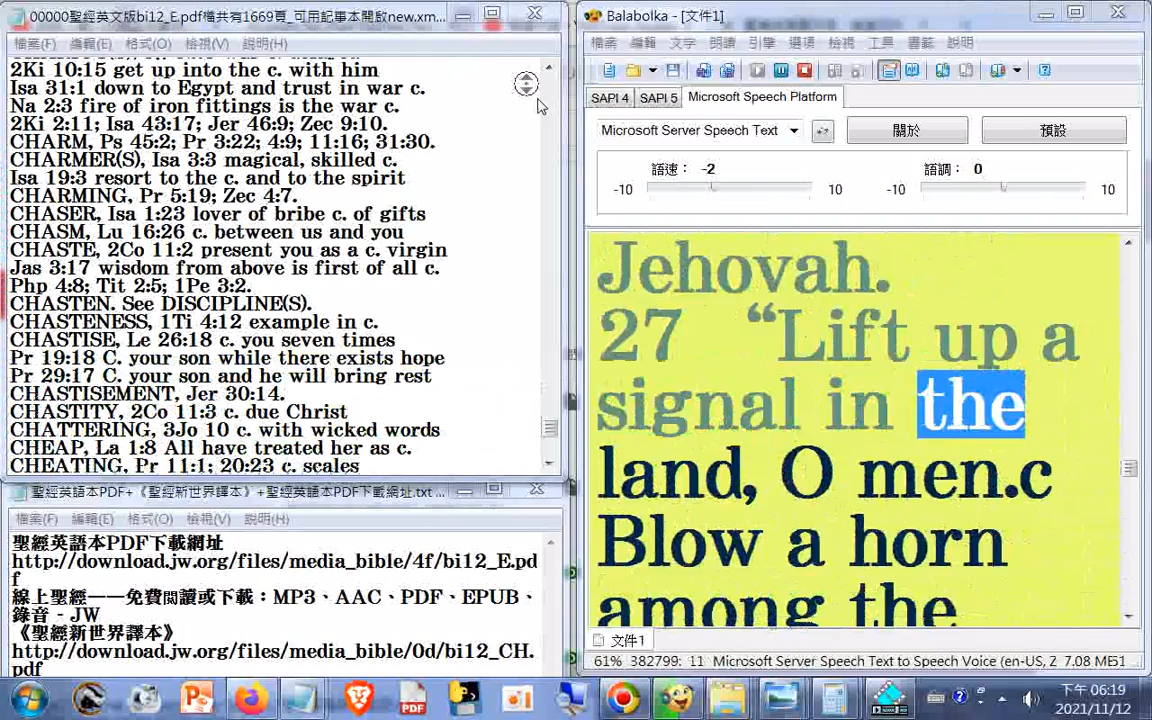 00000聖經英文版bi12_E.pdf檔共有1669頁_可用記事本開啟new.xm...
檔案(F) 編輯(E) 格式(O) 檢視(V) 說明(H)
2Ki 10:15 get up into the c. with him
Isa 31:1 down to Egypt and trust in war c.
Na 2:3 fire of iron fittings is the war c.
2Ki 2:11; Isa 43:17; Jer 46:9; Zec 9:10.
CHARM, Ps 45:2; Pr 3:22; 4:9; 11:16; 31:30.
CHARMER(S), Isa 3:3 magical, skilled c.
Isa 19:3 resort to the c. and to the spirit
CHARMING, Pr 5:19; Zec 4:7.
CHASER, Isa 1:23 lover of bribe c. of gifts
CHASM, Lu 16:26 c. between us and you
CHASTE, 2Co 11:2 present you as a c. virgin
Jas 3:17 wisdom from above is first of all c.
Php 4:8; Tit 2:5; 1Pe 3:2.
CHASTEN. See DISCIPLINE(S).
CHASTENESS, 1Ti 4:12 example in c.
CHASTISE, Le 26:18 c. you seven times
Pr 19:18 C. your son while there exists hope
Pr 29:17 C. your son and he will bring rest
CHASTISEMENT, Jer 30:14.
CHASTITY, 2Co 11:3 c. due Christ
CHATTERING, 3Jo 10 c. with wicked words
CHEAP, La 1:8 All have treated her as c.
CHEATING, Pr 11:1; 20:23 c. scales
聖經英語本PDF+《聖經新世界譯本》+聖經英語本PDF下載網址.txt ...
檔案(F) 編輯(E) 格式(O) 檢視(V) 說明(H)
聖經英語本PDF下載網址
http://download.jw.org/files/media_bible/4f/bi12_E.pd
f
線上聖經——免費閱讀或下載：MP3、AAC、PDF、EPUB、
錄音 - JW
《聖經新世界譯本》
http://download.jw.org/files/media_bible/0d/bi12_CH.
pdf
Balabolka - [文件1]
檔案 編輯 文字 朗讀 引擎 選項 檢視 工具 書籤 說明
SAPI 4 SAPI 5 Microsoft Speech Platform
Microsoft Server Speech Text 關於 預設
語速： -2 語調： 0
-10 10 -10 10
Jehovah.
27 “Lift up a
signal in the
land, O men.c
Blow a horn
among the
文件1
61% 382799: 11 Microsoft Server Speech Text to Speech Voice (en-US, Z 7.08 ME51
PDF
下午 06:19
2021/11/12